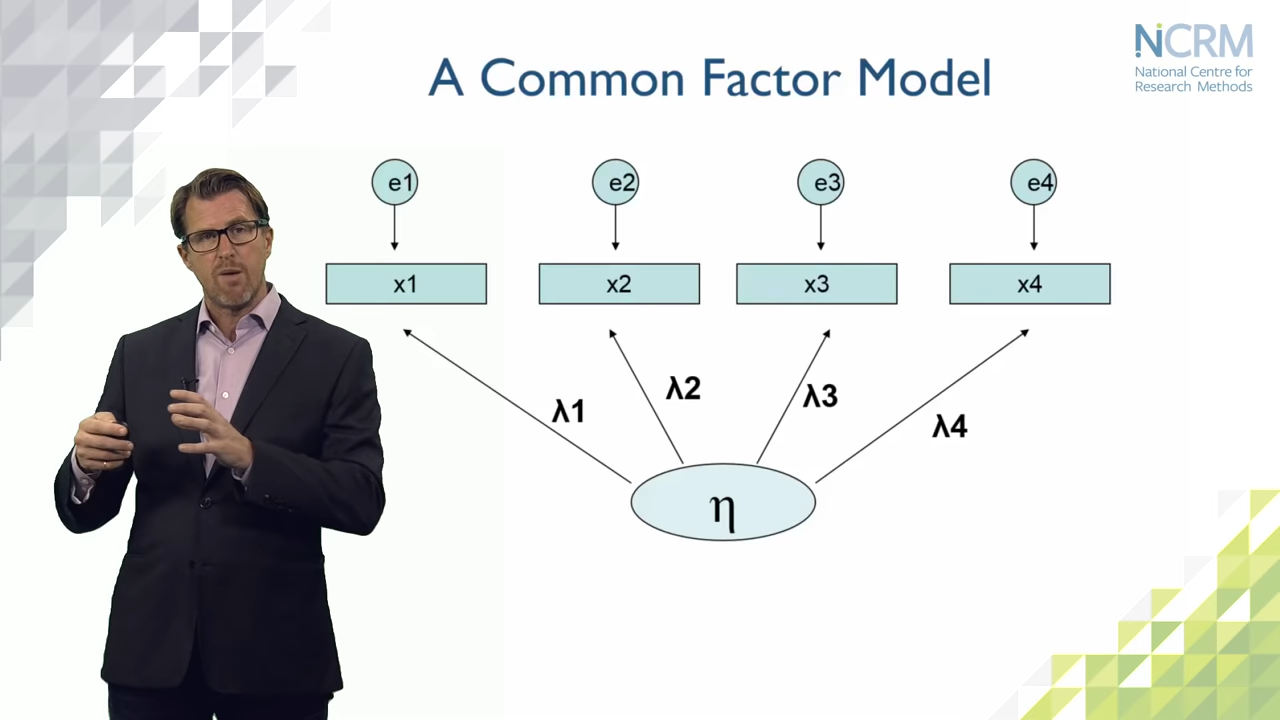 A Common Factor Model
NCRM
National Centre for
Research Methods
e1
e2
e3
e4
x1
x2
x3
x4
λ1
λ2
λ3
λ4
η